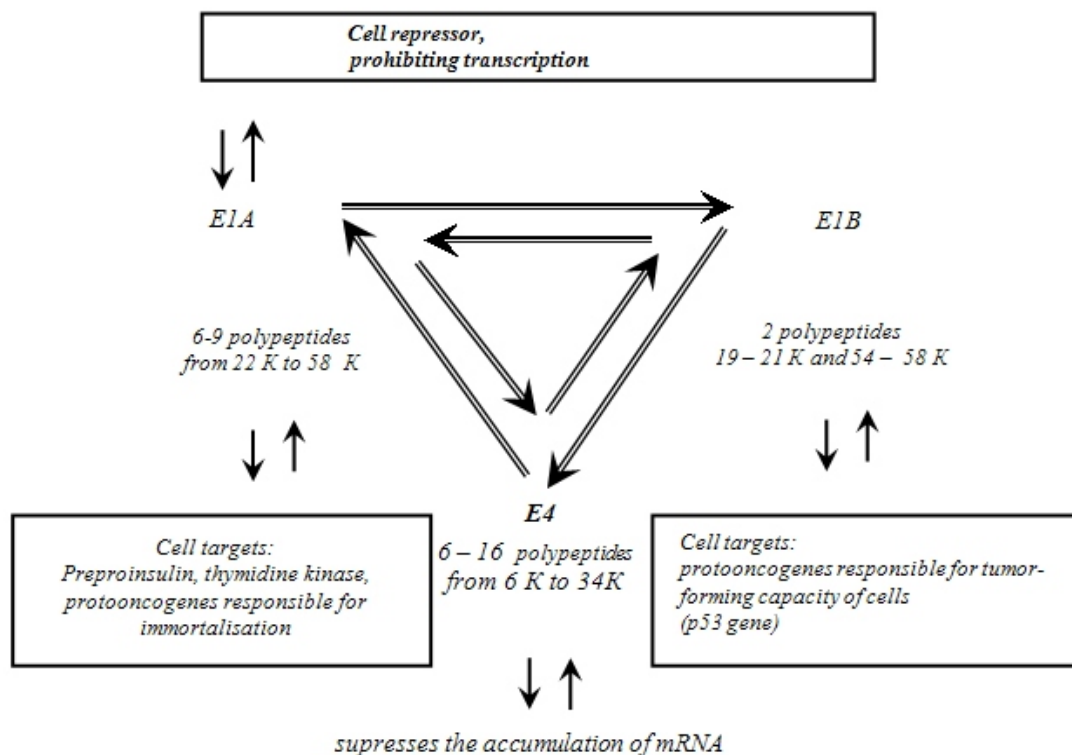 Cell repressor,
prohibiting transcription
E1A
E1B
6-9 polypeptides
from 22 K to 58 K
2 polypeptides
19 – 21 K and 54 – 58 K
E4
6 – 16 polypeptides
from 6 K to 34K
Cell targets:
Preproinsulin, thymidine kinase,
protooncogenes responsible for
immortalisation
Cell targets:
protooncogenes responsible for tumor-
forming capacity of cells
(p53 gene)
supresses the accumulation of mRNA